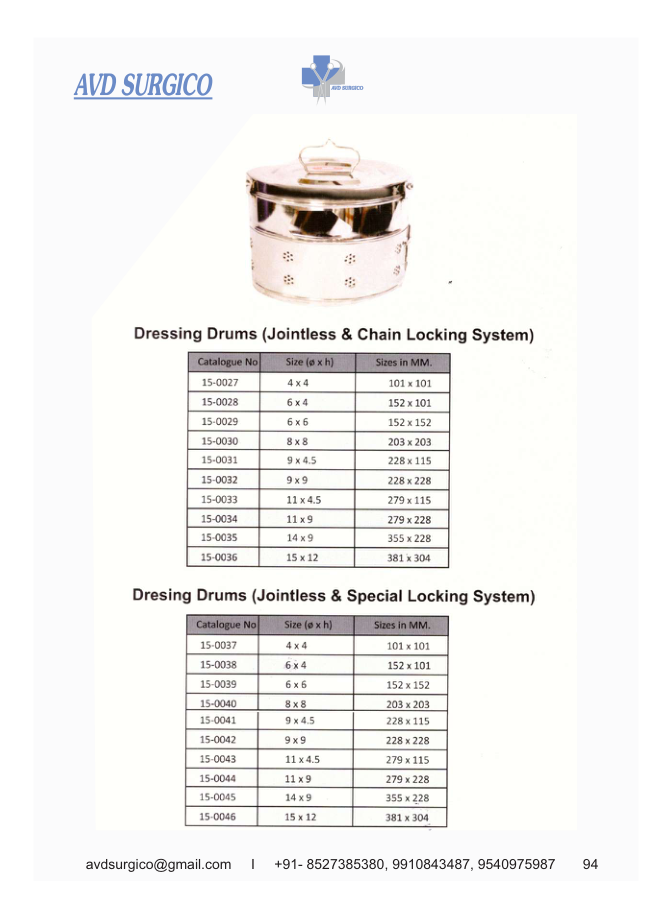 AVD SURGICO
AVD SURGICO
Dressing Drums (Jointless & Chain Locking System)
Catalogue No Size (ø x h) Sizes in MM.
15-0027 4 x 4 101 x 101
15-0028 6 x 4 152 x 101
15-0029 6 x 6 152 x 152
15-0030 8 x 8 203 x 203
15-0031 9 x 4.5 228 x 115
15-0032 9 x 9 228 x 228
15-0033 11 x 4.5 279 x 115
15-0034 11 x 9 279 x 228
15-0035 14 x 9 355 x 228
15-0036 15 x 12 381 x 304
Dresing Drums (Jointless & Special Locking System)
Catalogue No Size (ø x h) Sizes in MM.
15-0037 4 x 4 101 x 101
15-0038 6 x 4 152 x 101
15-0039 6 x 6 152 x 152
15-0040 8 x 8 203 x 203
15-0041 9 x 4.5 228 x 115
15-0042 9 x 9 228 x 228
15-0043 11 x 4.5 279 x 115
15-0044 11 x 9 279 x 228
15-0045 14 x 9 355 x 228
15-0046 15 x 12 381 x 304
avdsurgico@gmail.com I +91- 8527385380, 9910843487, 9540975987 94